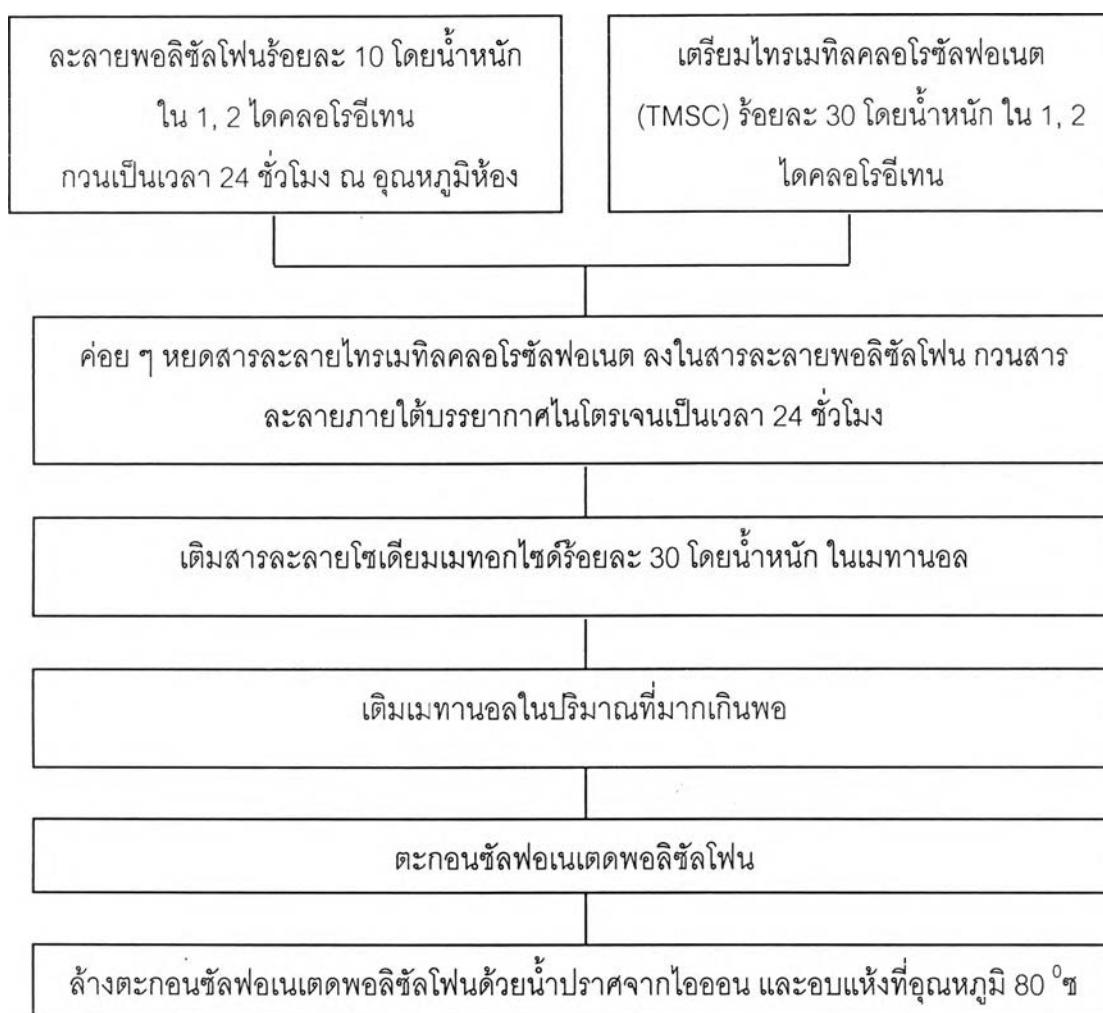 ละลายพอลิซัลโฟนร้อยละ 10 โดยน้ำหนัก
ใน 1, 2 ไดคลอโรอีเทน
กวนเป็นเวลา 24 ชั่วโมง ณ อุณหภูมิห้อง
เตรียมไทรเมทิลคลอโรซัลฟอเนต
(TMSC) ร้อยละ 30 โดยน้ำหนัก ใน 1, 2
ไดคลอโรอีเทน
ค่อย ๆ หยดสารละลายไทรเมทิลคลอโรซัลฟอเนต ลงในสารละลายพอลิซัลโฟน กวนสาร
ละลายภายใต้บรรยากาศไนโตรเจนเป็นเวลา 24 ชั่วโมง
เติมสารละลายโซเดียมเมทอกไซด์ร้อยละ 30 โดยน้ำหนัก ในเมทานอล
เติมเมทานอลในปริมาณที่มากเกินพอ
ตะกอนซัลฟอเนเตดพอลิซัลโฟน
ล้างตะกอนซัลฟอเนเตดพอลิซัลโฟนด้วยน้ำปราศจากไอออน และอบแห้งที่อุณหภูมิ 80 ⁰ซ